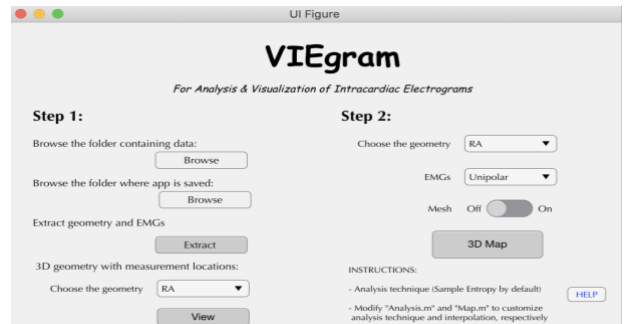 UI Figure
VIEgram
For Analysis & Visualization of Intracardiac Electrograms
Step 1:
Browse the folder containing data:
Browse
Browse the folder where app is saved:
Browse
Extract geometry and EMGs
Extract
3D geometry with measurement locations:
Choose the geometry RA
View
Step 2:
Choose the geometry RA
EMGs Unipolar
Mesh Off On
3D Map
INSTRUCTIONS:
- Analysis technique (Sample Entropy by default)
HELP
- Modify "Analysis.m" and "Map.m" to customize
analysis technique and interpolation, respectively